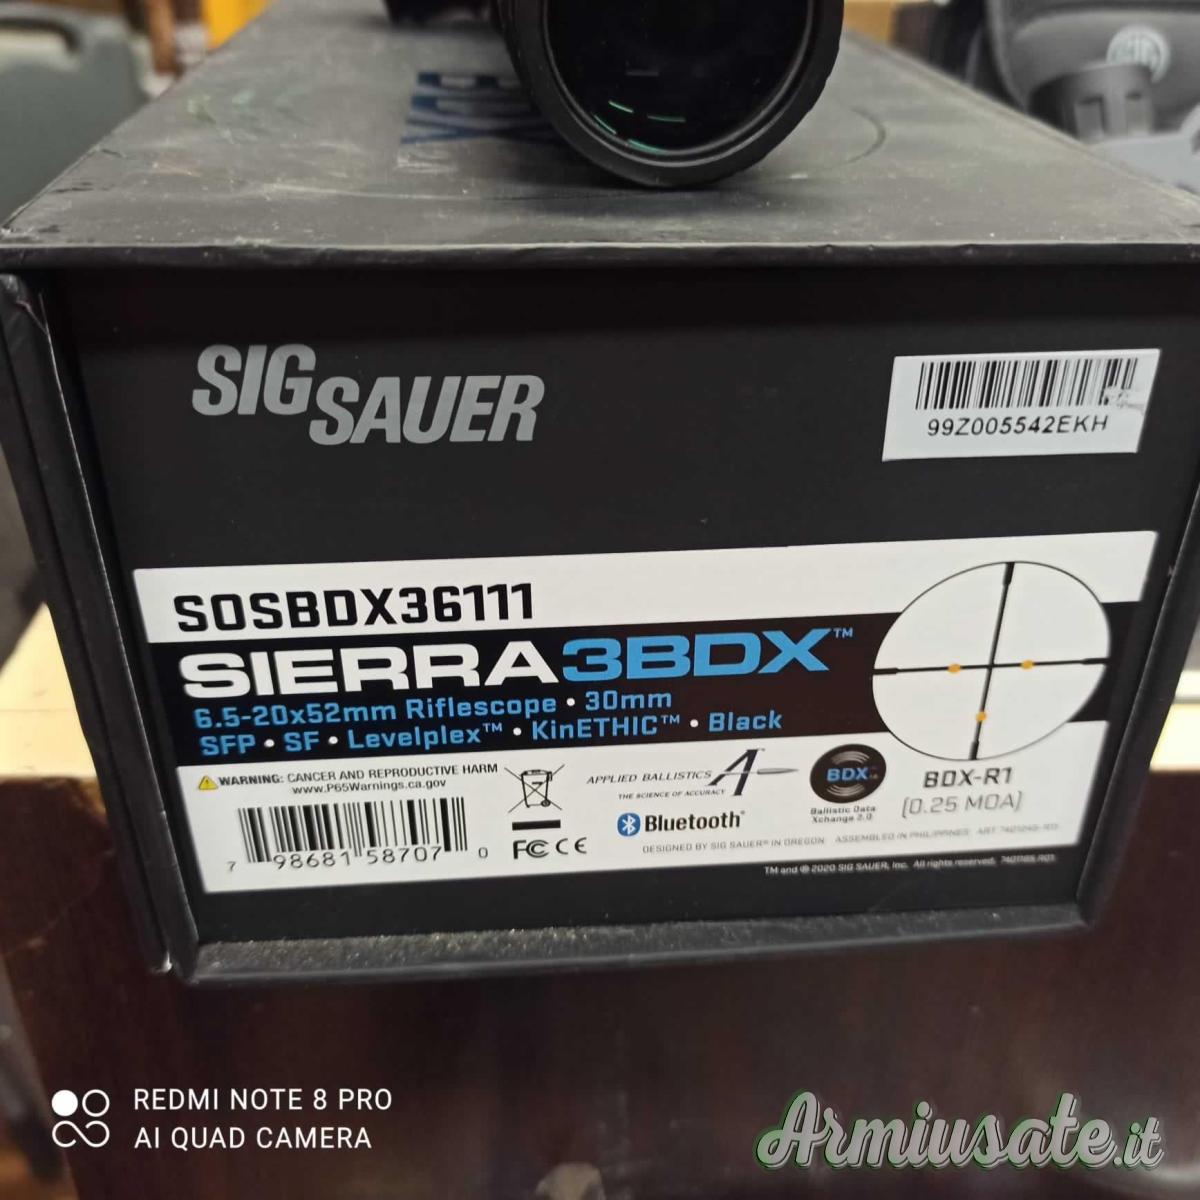 BDX
SIG
SIG SAUER
99Z005542EKH
SOSBDX36111
SIERRA3BDX™
6.5-20x52mm Riflescope • 30mm
SFP • SF • Levelplex™ • KinETHIC™ • Black
WARNING: CANCER AND REPRODUCTIVE HARM
www.P65Warnings.ca.gov
APPLIED BALLISTICS A
THE SCIENCE OF ACCURACY
BDX
Ballistic Data
Xchange 2.0
BDX-R1
[0.25 MOA]
7 98681 58707 0
FC CE
Bluetooth®
DESIGNED BY SIG SAUER® IN OREGON ASSEMBLED IN PHILIPPINES
TM and ® 2020 SIG SAUER, Inc. All rights reserved.
REDMI NOTE 8 PRO
AI QUAD CAMERA
Armiusate.it